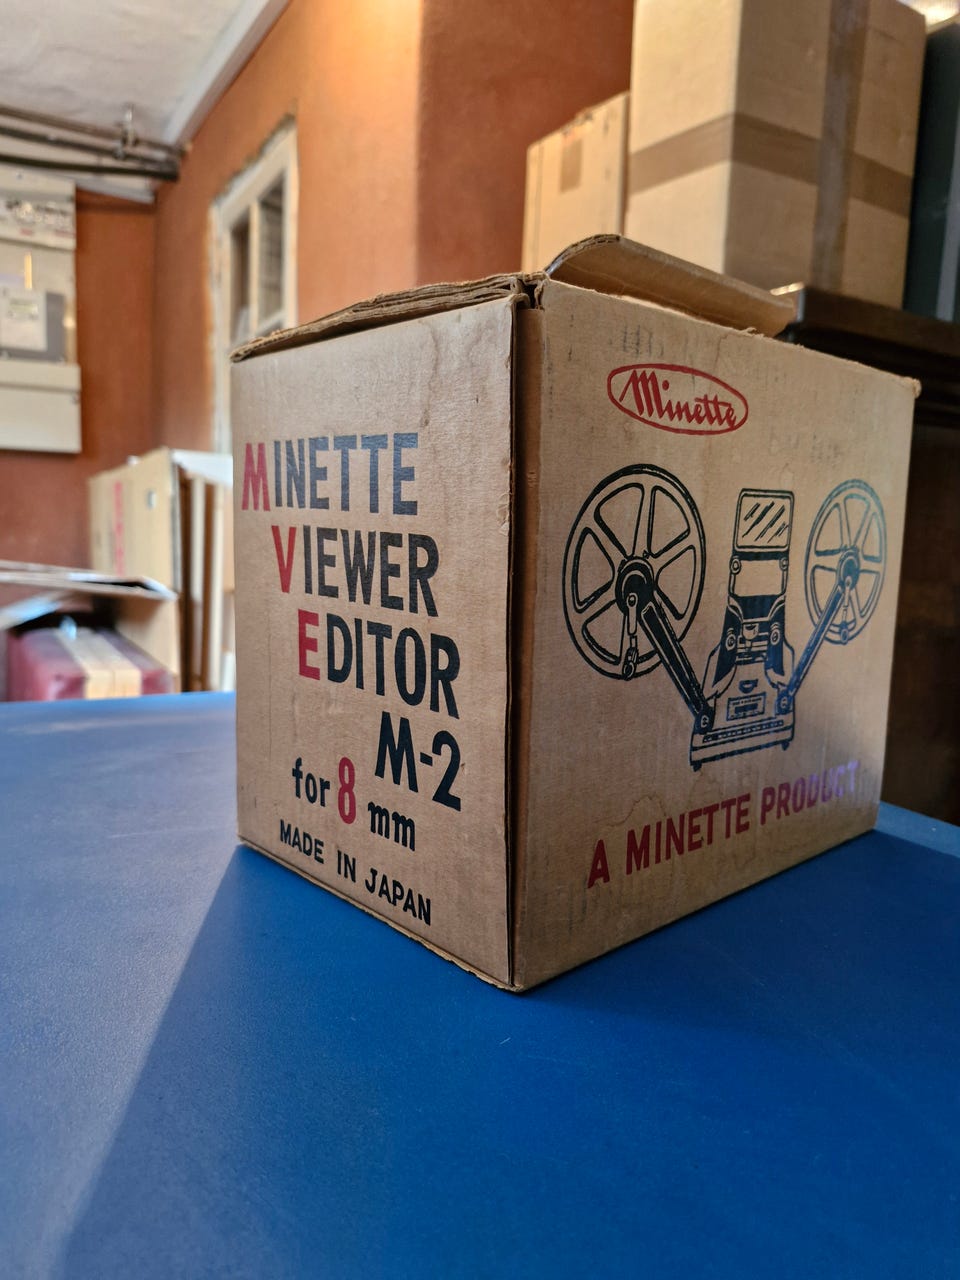 MINETTE
VIEWER
EDITOR
M-2
for 8 mm
MADE IN JAPAN
Minette
A MINETTE PRODUCT